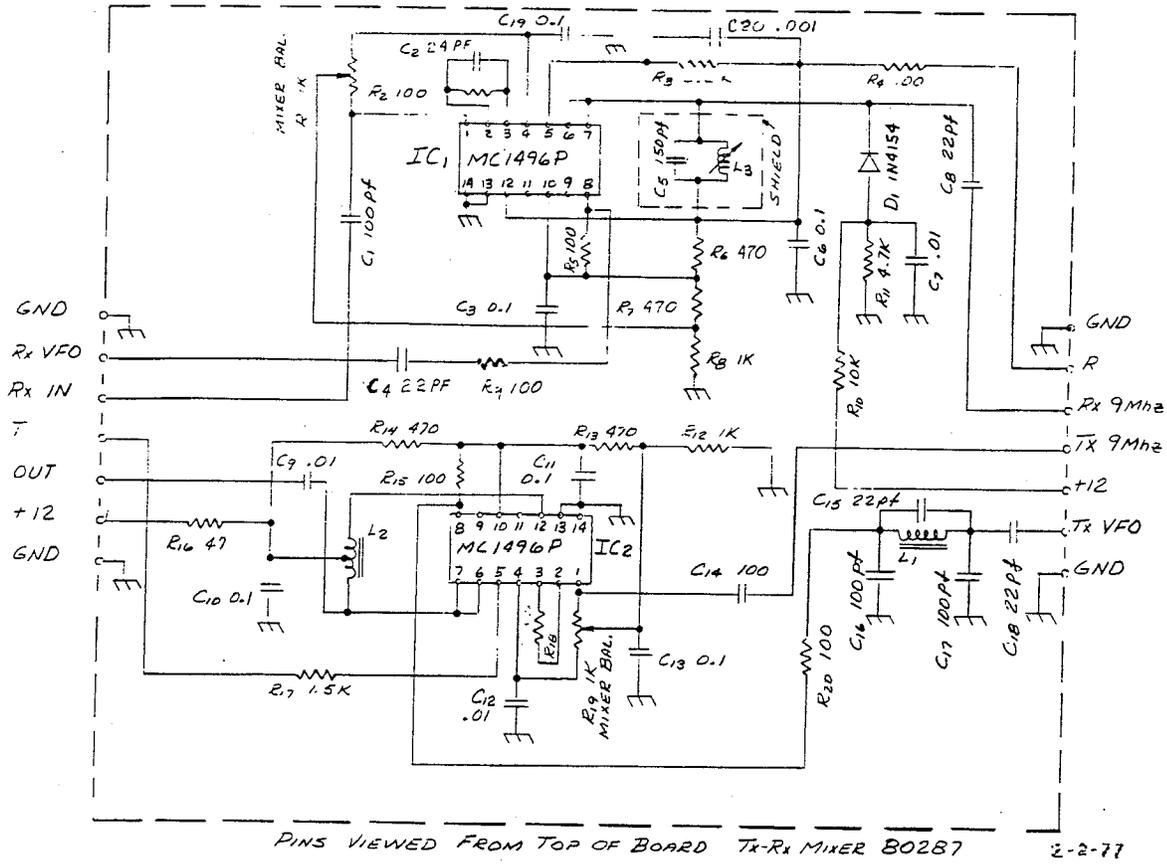 C19 0.1
C20 .001
C2 24PF
MIXER BAL.
R 1K
R2 100
R3
R4
1 2 3 4 5 6 7
IC1
MC1496P
14 13 12 11 10 9 8
C5 150pf
L3
SHIELD
D1 1N4154
C8 22pf
C1 100pf
R5 100
R6 470
C6 0.1
R11 4.7K
C7 .01
GND
C3 0.1
R7 470
GND
Rx VFO
R8 1K
R
C4 22PF
100
Rx IN
R10 10K
Rx 9Mhz
T
R14 470
R13 470
1K
Tx 9Mhz
OUT
C9 .01
R15 100
C11 0.1
+12
C15 22pf
+12
R16 47
L2
8 9 10 11 12 13 14
MC1496P
IC2
7 6 5 4 3 2 1
L1
Tx VFO
GND
C10 0.1
C14 100
C16 100pf
C17 100pf
C18 22pf
GND
R18
C13 0.1
R20 100
R17 1.5K
C12 .01
R19 1K
MIXER BAL.
PINS VIEWED FROM TOP OF BOARD Tx-Rx MIXER 80287
2-2-77